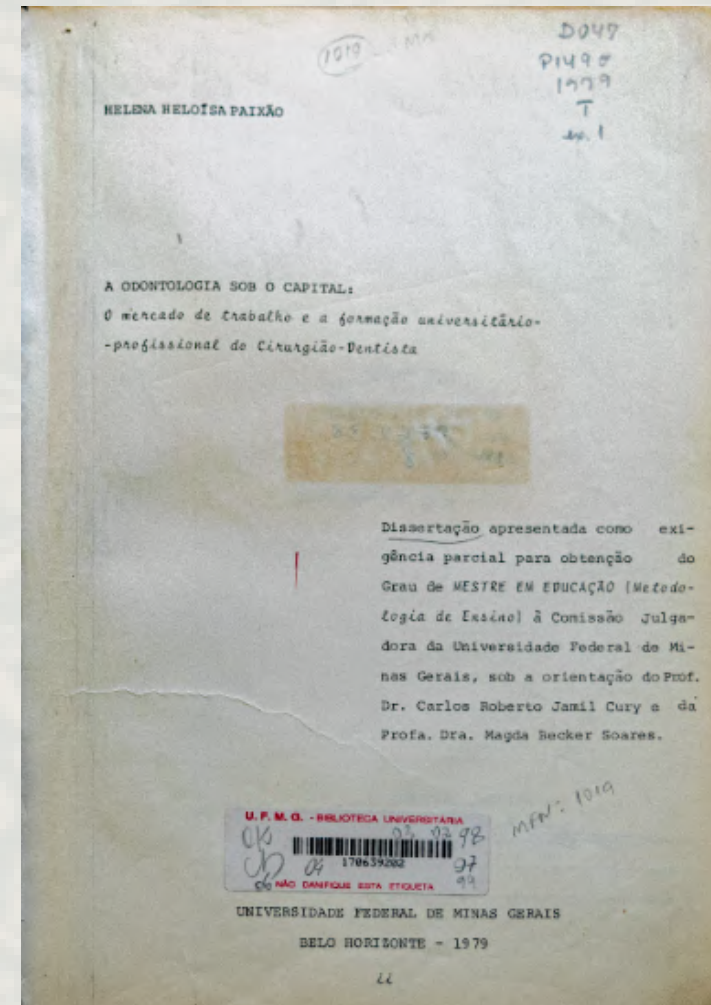 1019
D047
1979
T
ex. 1
HELENA HELOÍSA PAIXÃO
A ODONTOLOGIA SOB O CAPITAL:
O mercado de trabalho e a formação universitário-
-profissional do Cirurgião-Dentista
Dissertação apresentada como exi-
gência parcial para obtenção do
Grau de MESTRE EM EDUCAÇÃO (Metodo-
logia de Ensino) à Comissão Julga-
dora da Universidade Federal de Mi-
nas Gerais, sob a orientação do Prof.
Dr. Carlos Roberto Jamil Cury e da
Profa. Dra. Magda Becker Soares.
MFN: 1019
U. F. M. G. - BIBLIOTECA UNIVERSITÁRIA
170639202
NÃO DANIFIQUE ESTA ETIQUETA
UNIVERSIDADE FEDERAL DE MINAS GERAIS
BELO HORIZONTE - 1979
ii